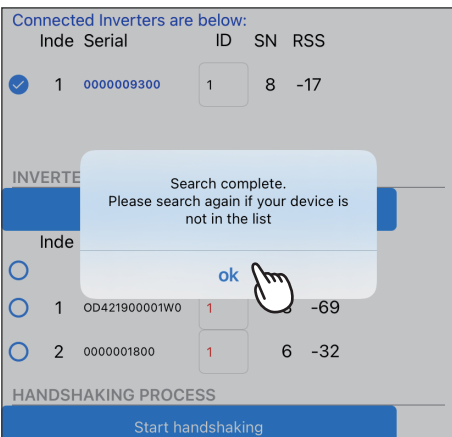 Connected Inverters are below:
Inde Serial ID SN RSS
1 0000009300 1 8 -17
Search complete.
Please search again if your device is
not in the list
ok
INVERTE
Inde
1 OD421900001W0 1 -69
2 0000001800 1 6 -32
HANDSHAKING PROCESS
Start handshaking